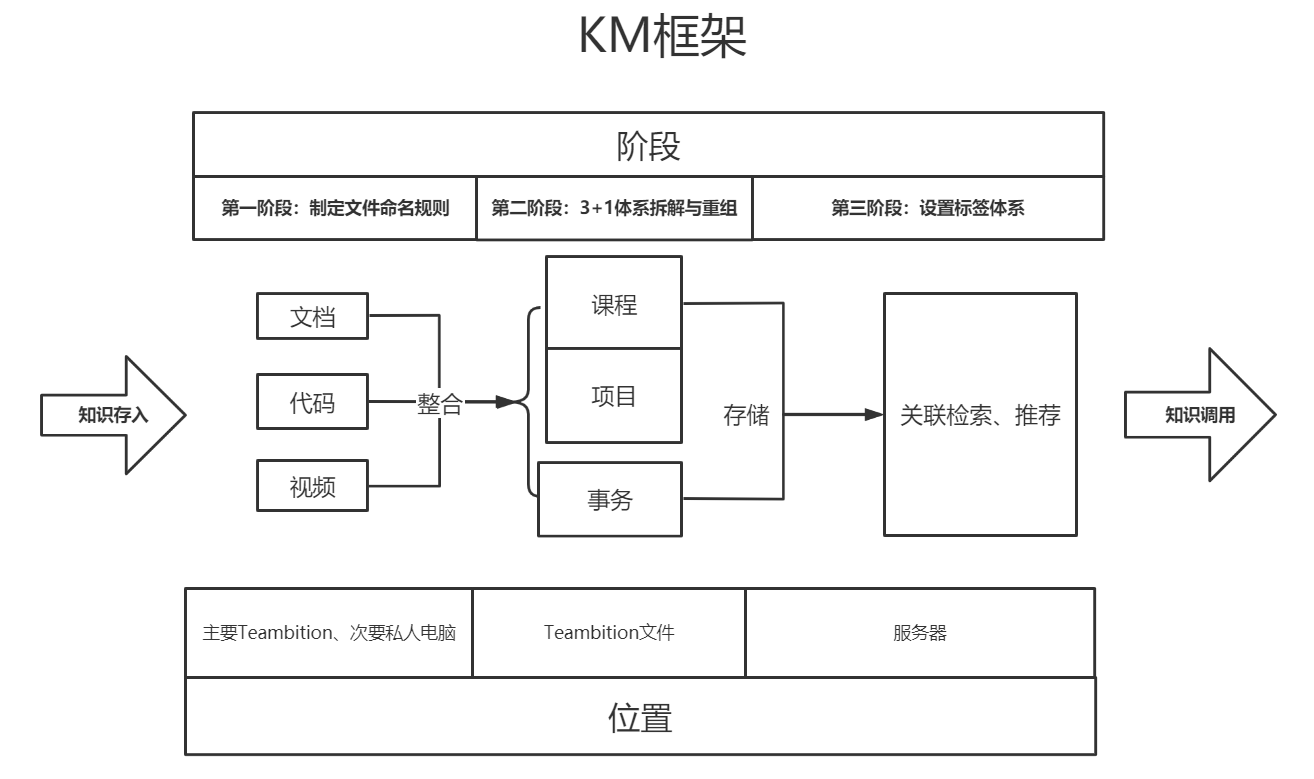 KM框架
阶段
第一阶段：制定文件命名规则
第二阶段：3+1体系拆解与重组
第三阶段：设置标签体系
知识存入
文档
代码
视频
整合
课程
项目
事务
存储
关联检索、推荐
知识调用
主要Teambition、次要私人电脑
Teambition文件
服务器
位置